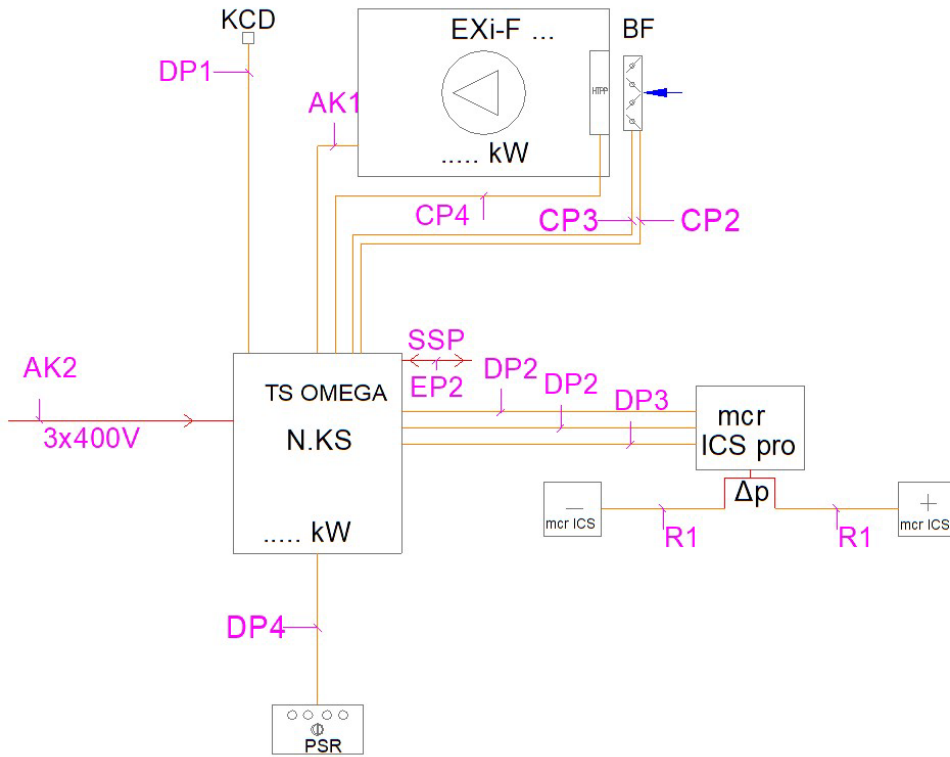 KCD
EXi-F ...
BF
DP1
AK1
HTPP
..... kW
CP4
CP3
CP2
SSP
AK2
EP2
DP2
TS OMEGA
DP2
DP3
3x400V
N.KS
mcr
ICS pro
Δp
−
+
mcr ICS
mcr ICS
..... kW
R1
R1
DP4
PSR